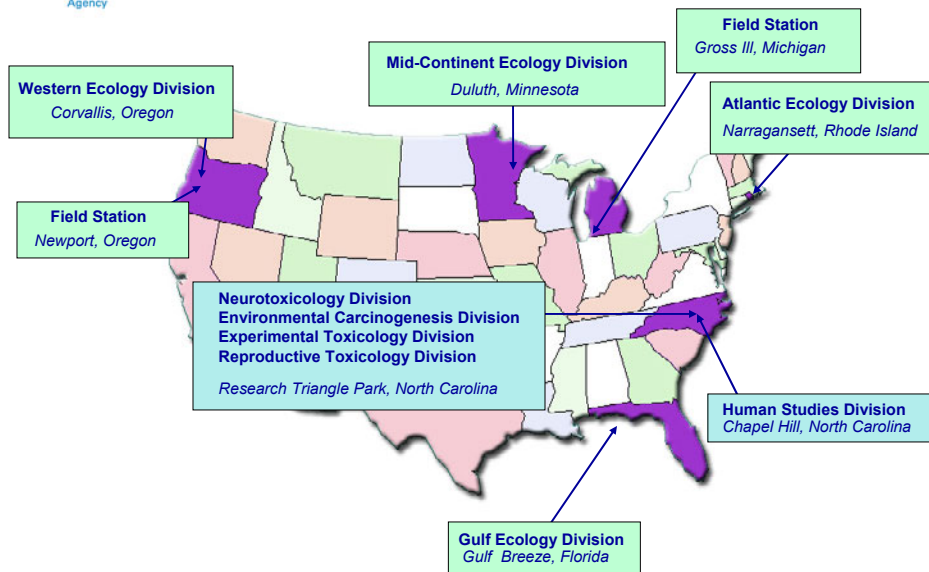 Agency
Field Station
Gross Ill, Michigan
Mid-Continent Ecology Division
Duluth, Minnesota
Western Ecology Division
Corvallis, Oregon
Atlantic Ecology Division
Narragansett, Rhode Island
Field Station
Newport, Oregon
Neurotoxicology Division
Environmental Carcinogenesis Division
Experimental Toxicology Division
Reproductive Toxicology Division
Research Triangle Park, North Carolina
Human Studies Division
Chapel Hill, North Carolina
Gulf Ecology Division
Gulf Breeze, Florida